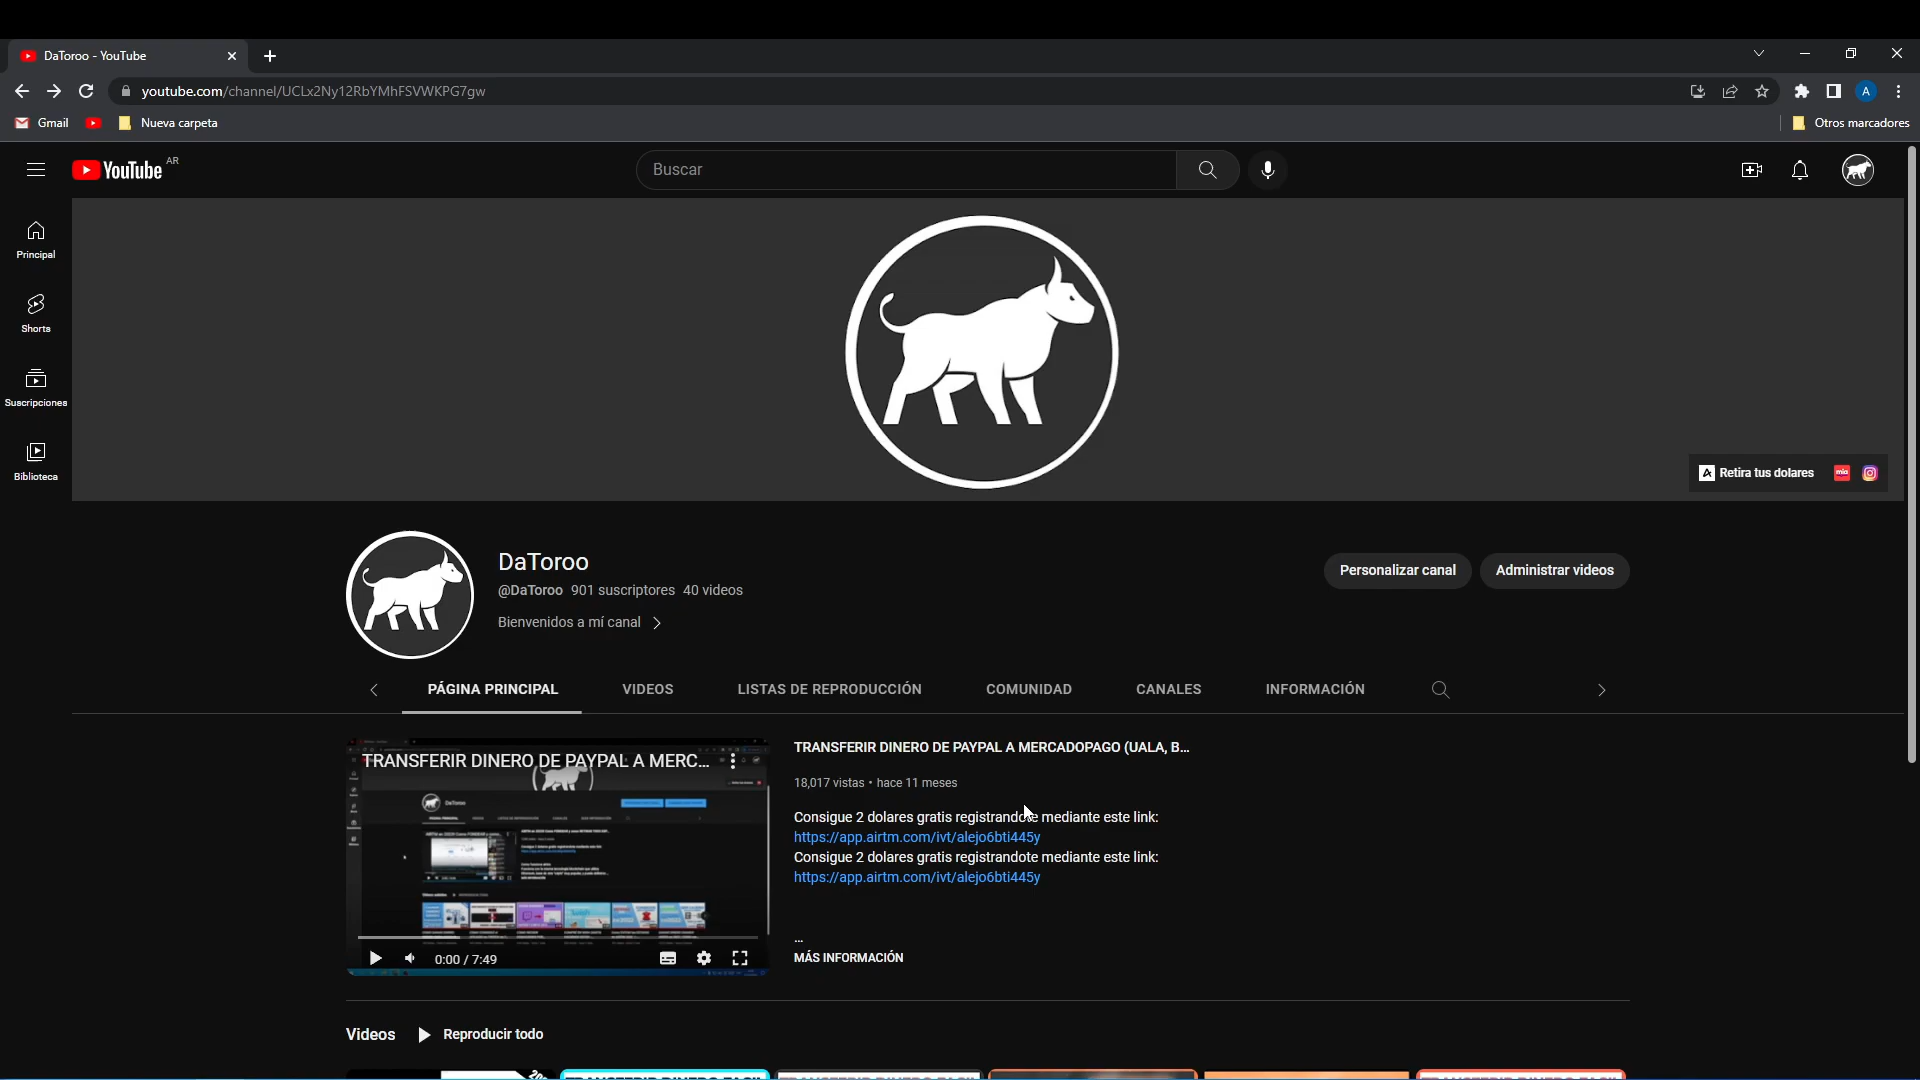 DaToroo - YouTube
youtube.com/channel/UCLx2Ny12RbYMhFSVWKPG7gw
Gmail
Nueva carpeta
Otros marcadores
YouTube AR
Buscar
A
Principal
Shorts
Suscripciones
Biblioteca
Retira tus dolares
mio
DaToroo
@DaToroo 901 suscriptores 40 videos
Bienvenidos a mí canal
Personalizar canal
Administrar videos
PÁGINA PRINCIPAL
VIDEOS
LISTAS DE REPRODUCCIÓN
COMUNIDAD
CANALES
INFORMACIÓN
TRANSFERIR DINERO DE PAYPAL A MERC...
0:00 / 7:49
TRANSFERIR DINERO DE PAYPAL A MERCADOPAGO (UALA, B...
18,017 vistas • hace 11 meses
Consigue 2 dolares gratis registrandote mediante este link:
https://app.airtm.com/ivt/alejo6bti445y
Consigue 2 dolares gratis registrandote mediante este link:
https://app.airtm.com/ivt/alejo6bti445y
...
MÁS INFORMACIÓN
Videos
Reproducir todo